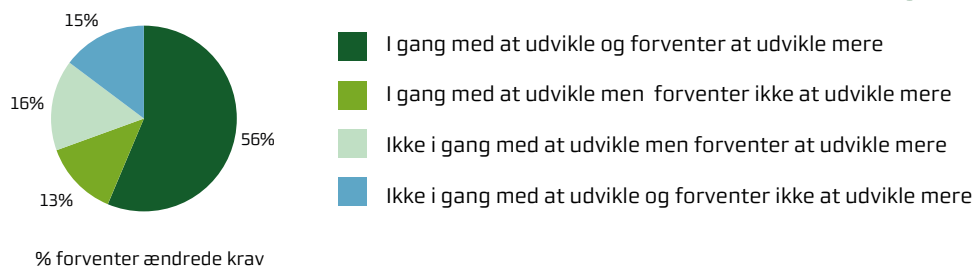 15%
16%
56%
13%
% forventer ændrede krav
I gang med at udvikle og forventer at udvikle mere
I gang med at udvikle men forventer ikke at udvikle mere
Ikke i gang med at udvikle men forventer at udvikle mere
Ikke i gang med at udvikle og forventer ikke at udvikle mere